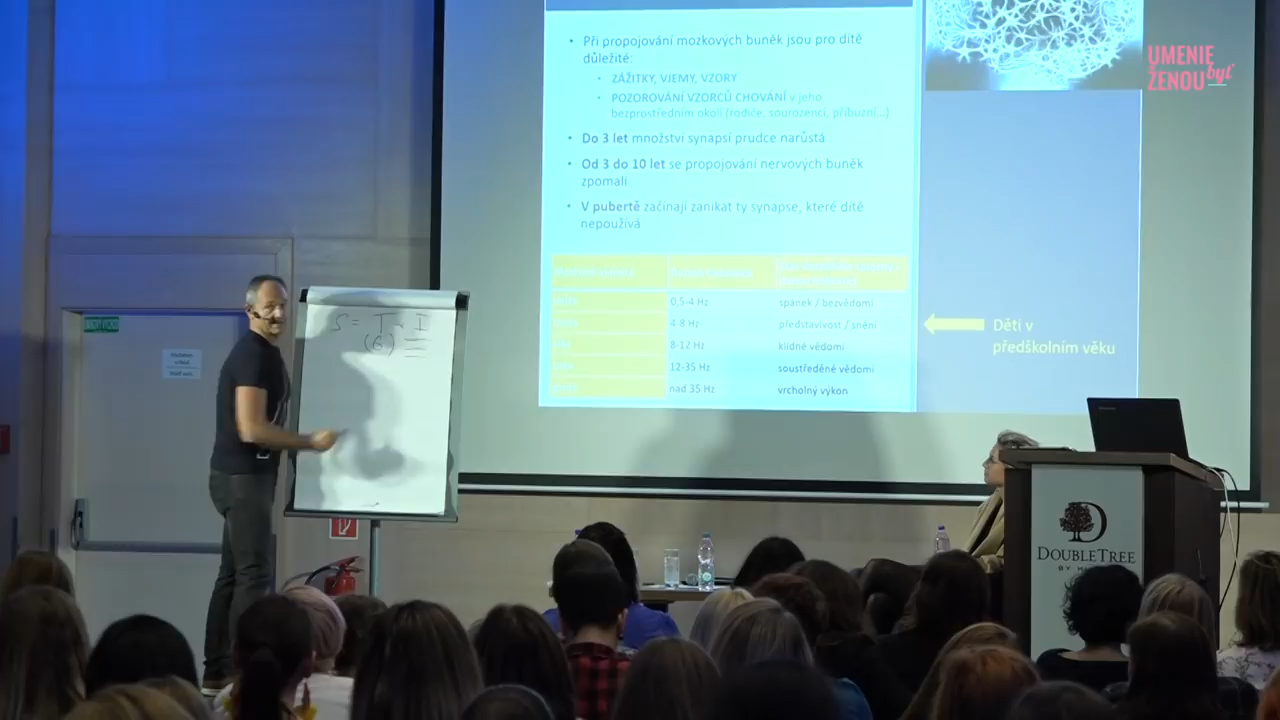 • Při propojování mozkových buněk jsou pro dítě
důležité:
• ZÁŽITKY, VJEMY, VZORY
• POZOROVÁNÍ VZORCŮ CHOVÁNÍ v jeho
bezprostředním okolí (rodiče, sourozenci, příbuzní...)
• Do 3 let množství synapsí prudce narůstá
• Od 3 do 10 let se propojování nervových buněk
zpomalí
• V pubertě začínají zanikat ty synapse, které dítě
nepoužívá
0,5-4 Hz spánek / bezvědomí
4-8 Hz představivost / snění
8-12 Hz klidné vědomí
12-35 Hz soustředěné vědomí
nad 35 Hz vrcholný výkon
Děti v
předškolním věku
UMENIE
byť
ŽENOU
S = T - I
(6)
DOUBLETREE